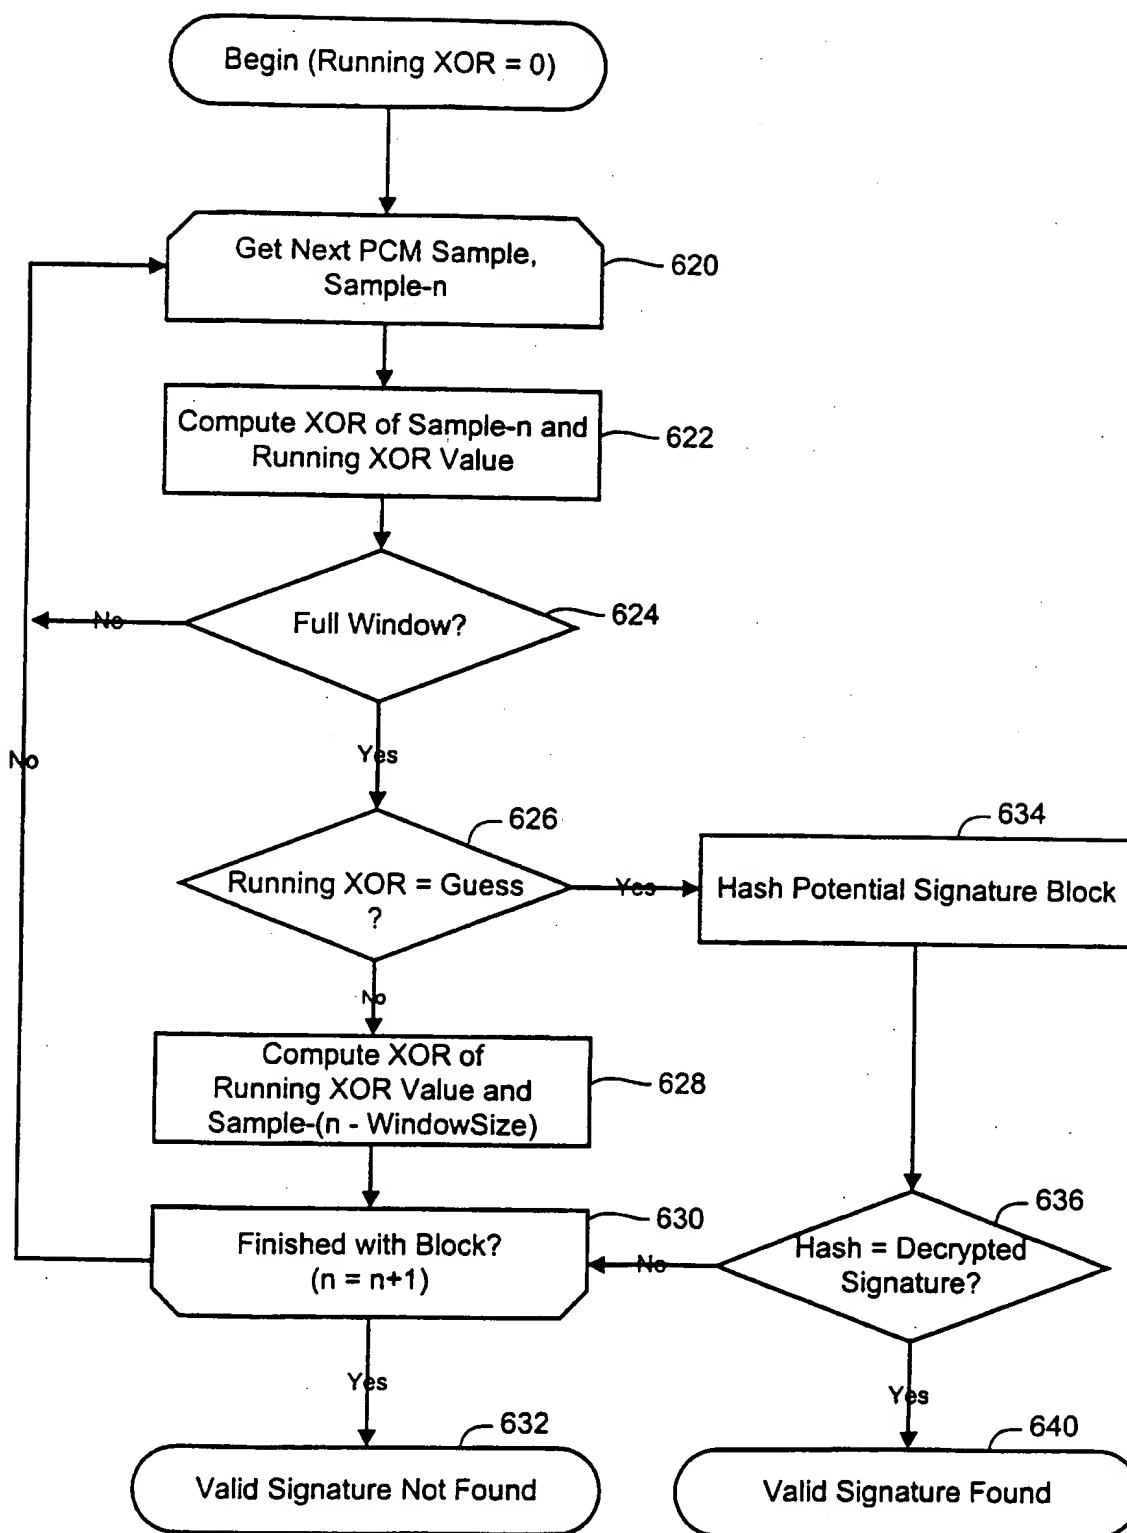 Begin (Running XOR = 0)
Get Next PCM Sample,
Sample-n
620
Compute XOR of Sample-n and
Running XOR Value
622
Full Window?
624
No
Yes
No
Running XOR = Guess
?
626
Yes
634
Hash Potential Signature Block
No
Compute XOR of
Running XOR Value and
Sample-(n - WindowSize)
628
Finished with Block?
(n = n+1)
630
No
Hash = Decrypted
Signature?
636
Yes
Yes
632
Valid Signature Not Found
640
Valid Signature Found